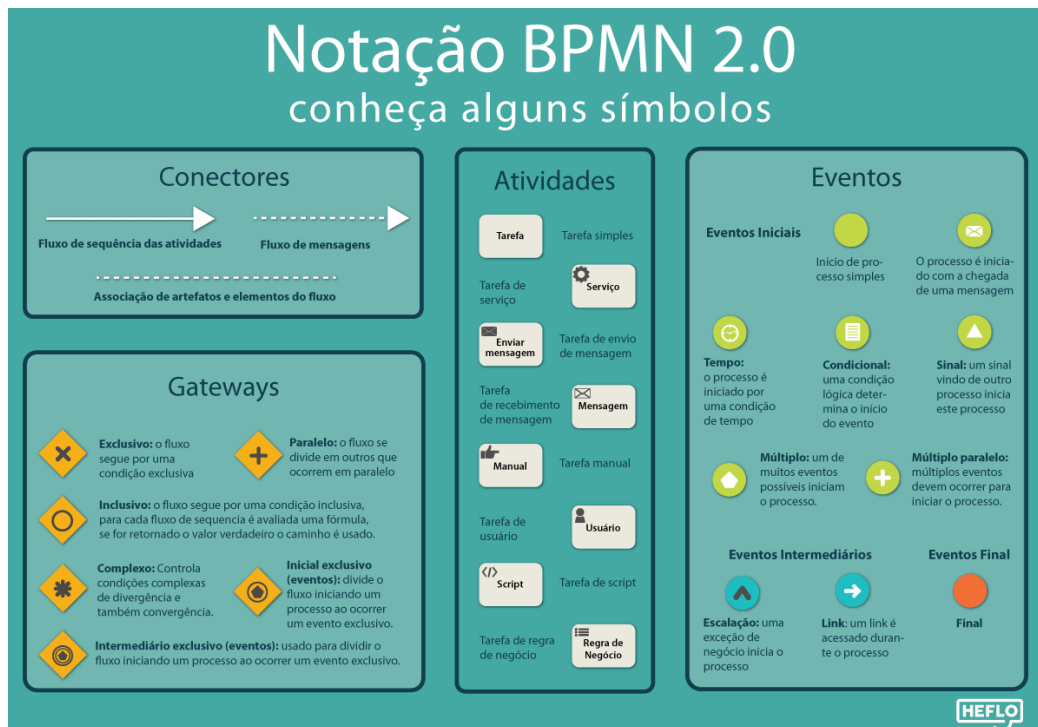 Notação BPMN 2.0
conheça alguns símbolos
Conectores
Fluxo de sequência das atividades
Fluxo de mensagens
Associação de artefatos e elementos do fluxo
Gateways
Exclusivo: o fluxo
segue por uma
condição exclusiva
Paralelo: o fluxo se
divide em outros que
ocorrem em paralelo
Inclusivo: o fluxo segue por uma condição inclusiva,
para cada fluxo de sequencia é avaliada uma fórmula,
se for retornado o valor verdadeiro o caminho é usado.
Complexo: Controla
condições complexas
de divergência e
também convergência.
Inicial exclusivo
(eventos): divide o
fluxo iniciando um
processo ao ocorrer
um evento exclusivo.
Intermediário exclusivo (eventos): usado para dividir o
fluxo iniciando um processo ao ocorrer um evento exclusivo.
Atividades
Tarefa
Tarefa simples
Tarefa de
serviço
Serviço
Enviar
mensagem
Tarefa de envio
de mensagem
Tarefa
de recebimento
de mensagem
Mensagem
Manual
Tarefa manual
Tarefa de
usuário
Usuário
Script
Tarefa de script
Tarefa de regra
de negócio
Regra de
Negócio
Eventos
Eventos Iniciais
Início de pro-
cesso simples
O processo é inicia-
do com a chegada
de uma mensagem
Tempo:
o processo é
iniciado por
uma condição
de tempo
Condicional:
uma condição
lógica deter-
mina o início
do evento
Sinal: um sinal
vindo de outro
processo inicia
este processo
Múltiplo: um de
muitos eventos
possíveis iniciam
o processo.
Múltiplo paralelo:
múltiplos eventos
devem ocorrer para
iniciar o processo.
Eventos Intermediários
Escalação: uma
exceção de
negócio inicia o
processo
Link: um link é
acessado duran-
te o processo
Eventos Final
Final
HEFLO